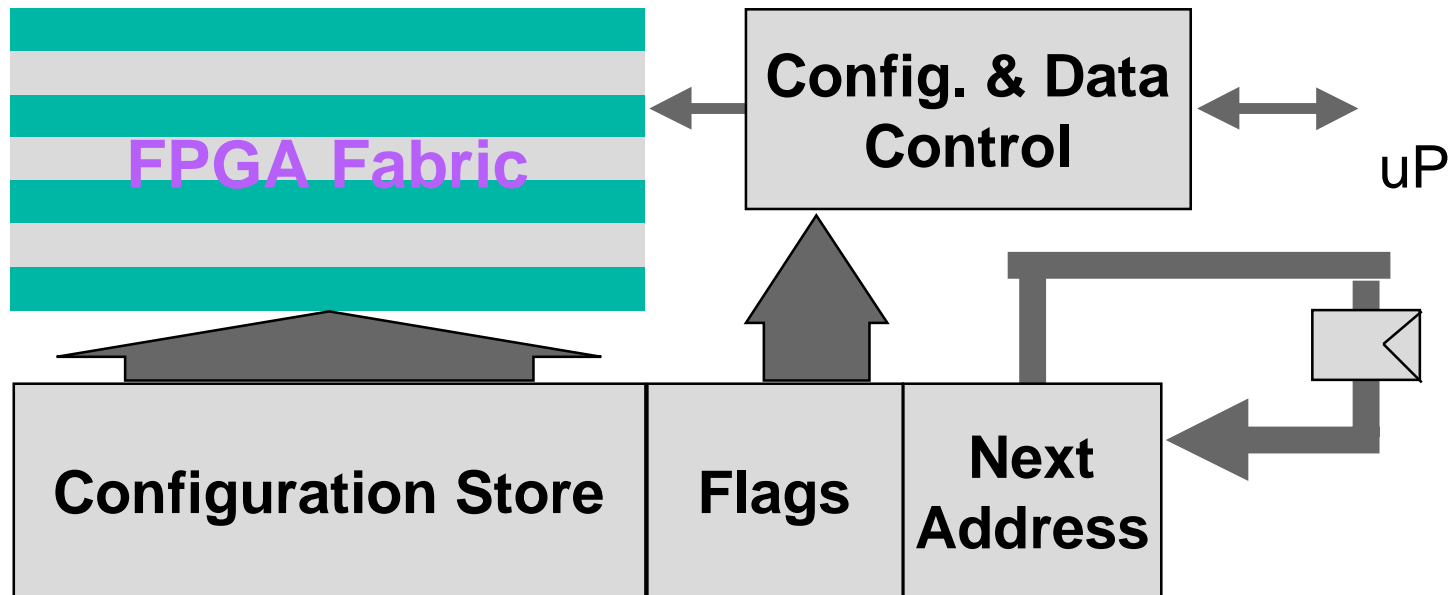 Config. & Data
Control
FPGA Fabric
uP
Configuration Store
Flags
Next
Address